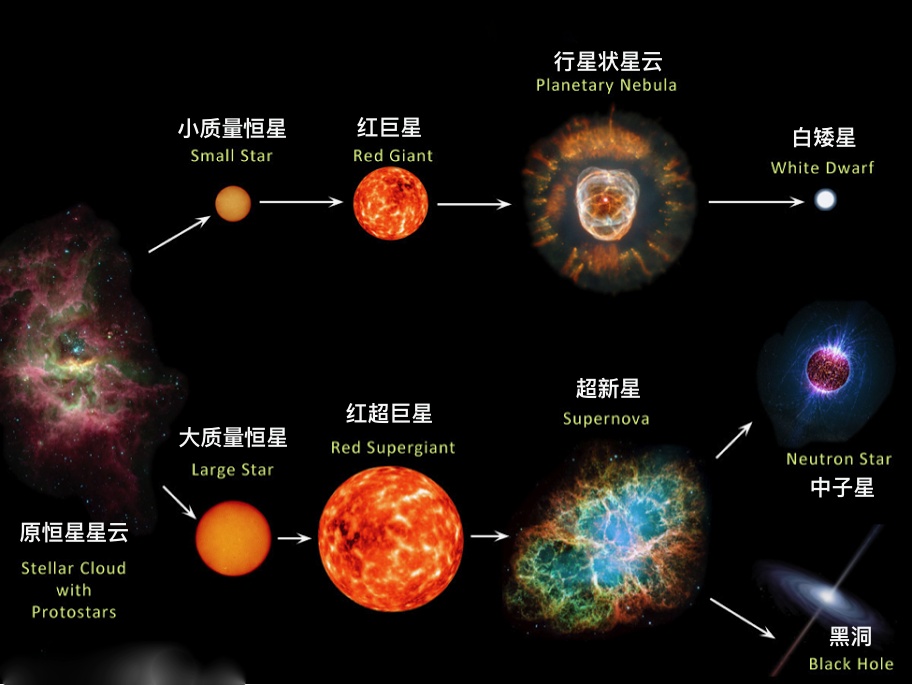 行星状星云
Planetary Nebula
小质量恒星
Small Star
红巨星
Red Giant
白矮星
White Dwarf
超新星
Supernova
红超巨星
Red Supergiant
大质量恒星
Large Star
Neutron Star
中子星
原恒星星云
Stellar Cloud
with
Protostars
黑洞
Black Hole